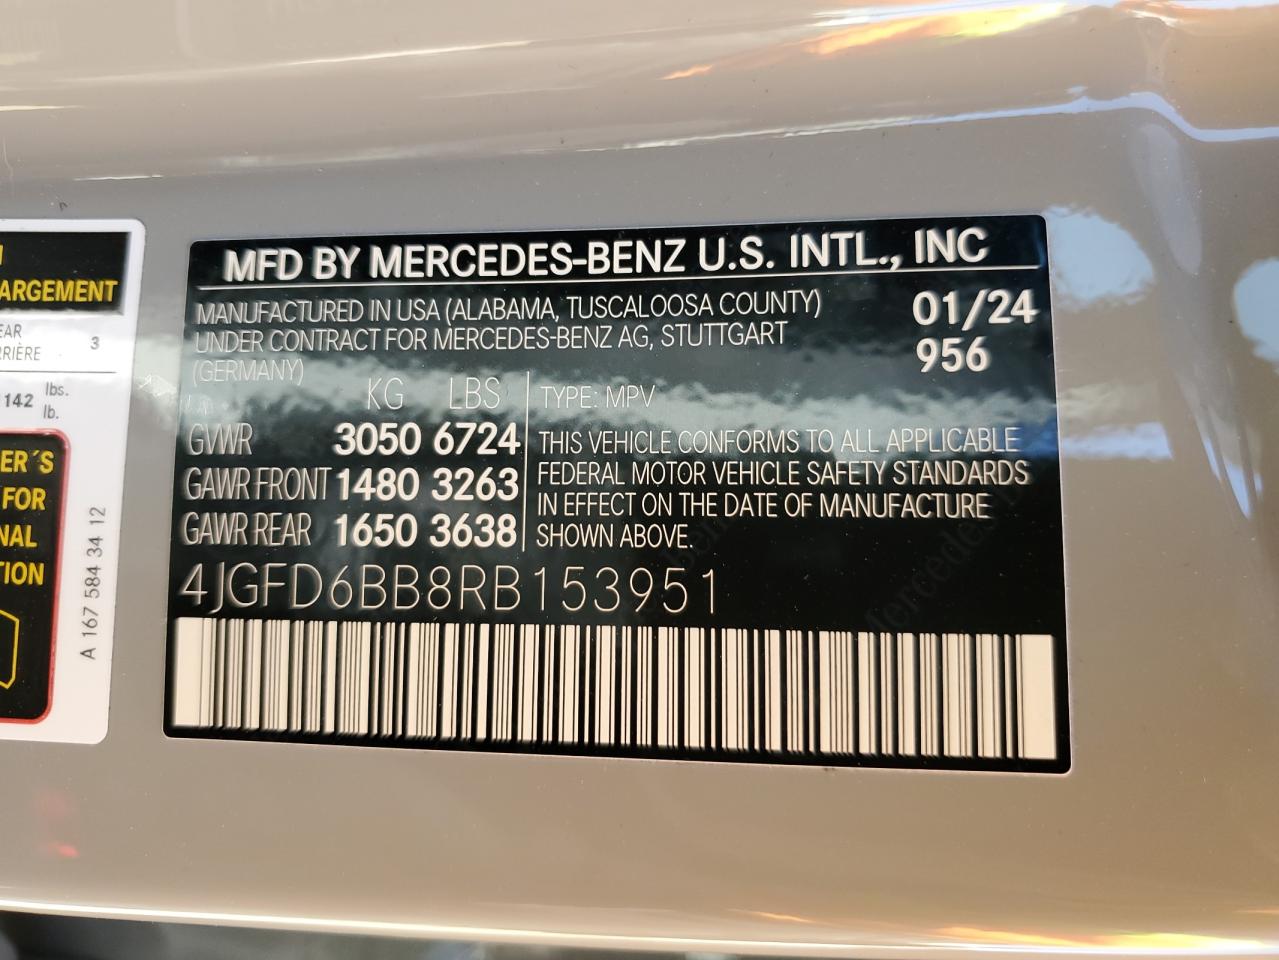 ARGEMENT
3
RIÈRE
142 lbs.
lb.
ER'S
FOR
NAL
TION
A 167 584 34 12
MFD BY MERCEDES-BENZ U.S. INTL., INC
MANUFACTURED IN USA (ALABAMA, TUSCALOOSA COUNTY) 01/24
UNDER CONTRACT FOR MERCEDES-BENZ AG, STUTTGART 956
(GERMANY)
KG LBS TYPE: MPV
GVWR 3050 6724 THIS VEHICLE CONFORMS TO ALL APPLICABLE
GAWR FRONT 1480 3263 FEDERAL MOTOR VEHICLE SAFETY STANDARDS
IN EFFECT ON THE DATE OF MANUFACTURE
GAWR REAR 1650 3638 SHOWN ABOVE.
4JGFD6BB8RB153951